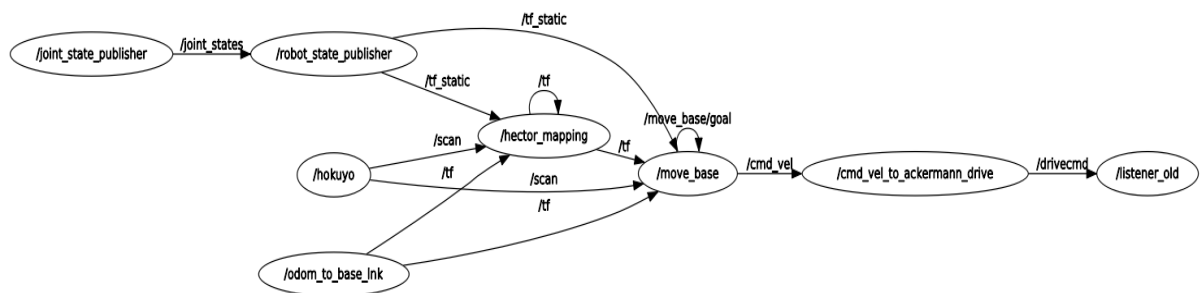 /tf_static
/joint_state_publisher
/joint_states
/robot_state_publisher
/tf_static
/tf
/hector_mapping
/move_base/goal
/scan
/tf
/hokuyo
/tf
/scan
/move_base
/cmd_vel
/cmd_vel_to_ackermann_drive
/drivecmd
/listener_old
/tf
/odom_to_base_lnk